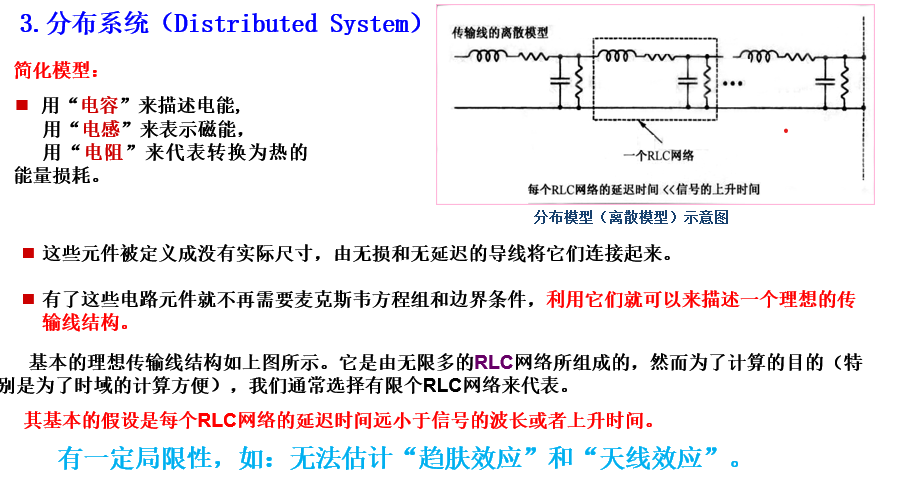 3.分布系统（Distributed System）
简化模型：
■ 用“电容”来描述电能,
用“电感”来表示磁能,
用“电阻”来代表转换为热的
能量损耗。
传输线的离散模型
•••
一个RLC网络
每个RLC网络的延迟时间 <<信号的上升时间
分布模型（离散模型）示意图
■ 这些元件被定义成没有实际尺寸，由无损和无延迟的导线将它们连接起来。
■ 有了这些电路元件就不再需要麦克斯韦方程组和边界条件，利用它们就可以来描述一个理想的传
输线结构。
基本的理想传输线结构如上图所示。它是由无限多的RLC网络所组成的，然而为了计算的目的（特
别是为了时域的计算方便）, 我们通常选择有限个RLC网络来代表。
其基本的假设是每个RLC网络的延迟时间远小于信号的波长或者上升时间。
有一定局限性，如：无法估计“趋肤效应”和“天线效应”。